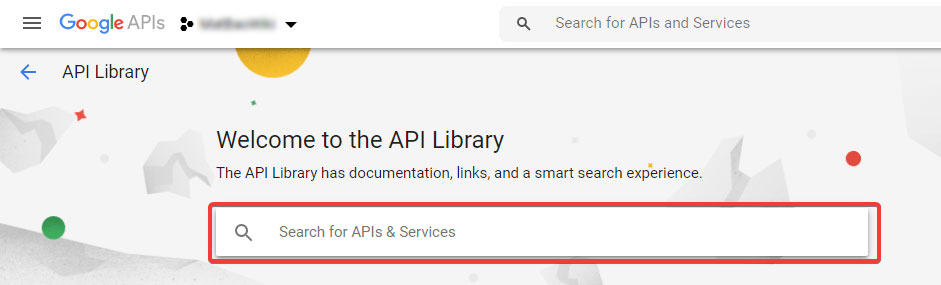 Google APIs
Search for APIs and Services
API Library
Welcome to the API Library
The API Library has documentation, links, and a smart search experience.
Search for APIs & Services